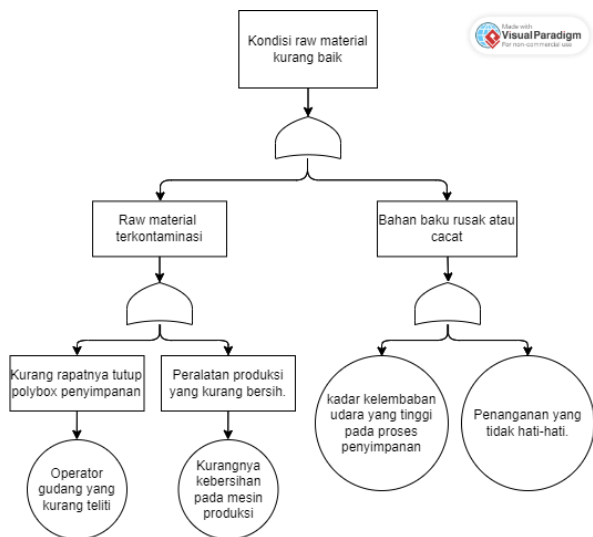 Made with
Visual Paradigm
For non-commercial use
Kondisi raw material
kurang baik
Raw material
terkontaminasi
Bahan baku rusak atau
cacat
Kurang rapatnya tutup
polybox penyimpanan
Peralatan produksi
yang kurang bersih.
kadar kelembaban
udara yang tinggi
pada proses
penyimpanan
Penanganan yang
tidak hati-hati.
Operator
gudang yang
kurang teliti
Kurangnya
kebersihan
pada mesin
produksi